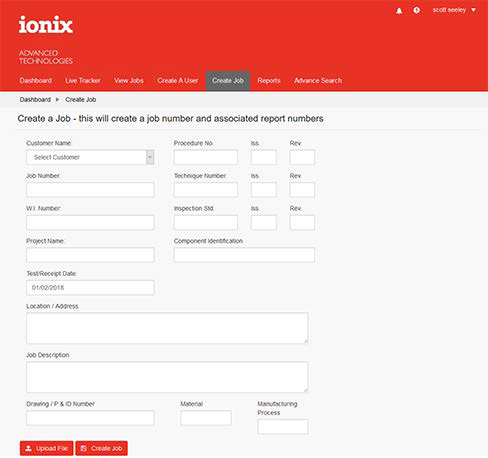 ionix
ADVANCED
TECHNOLOGIES
scott seeley
Dashboard Live Tracker View Jobs Create A User Create Job Reports Advance Search
Dashboard Create Job
Create a Job - this will create a job number and associated report numbers
Customer Name: Procedure No. Iss. Rev.
Select Customer
Job Number: Technique Number: Iss. Rev.
W.I. Number: Inspection Std. Iss. Rev.
Project Name: Component Identification
Test/Receipt Date:
01/02/2018
Location / Address
Job Description
Drawing / P & ID Number Material Manufacturing
Process
Upload File Create Job